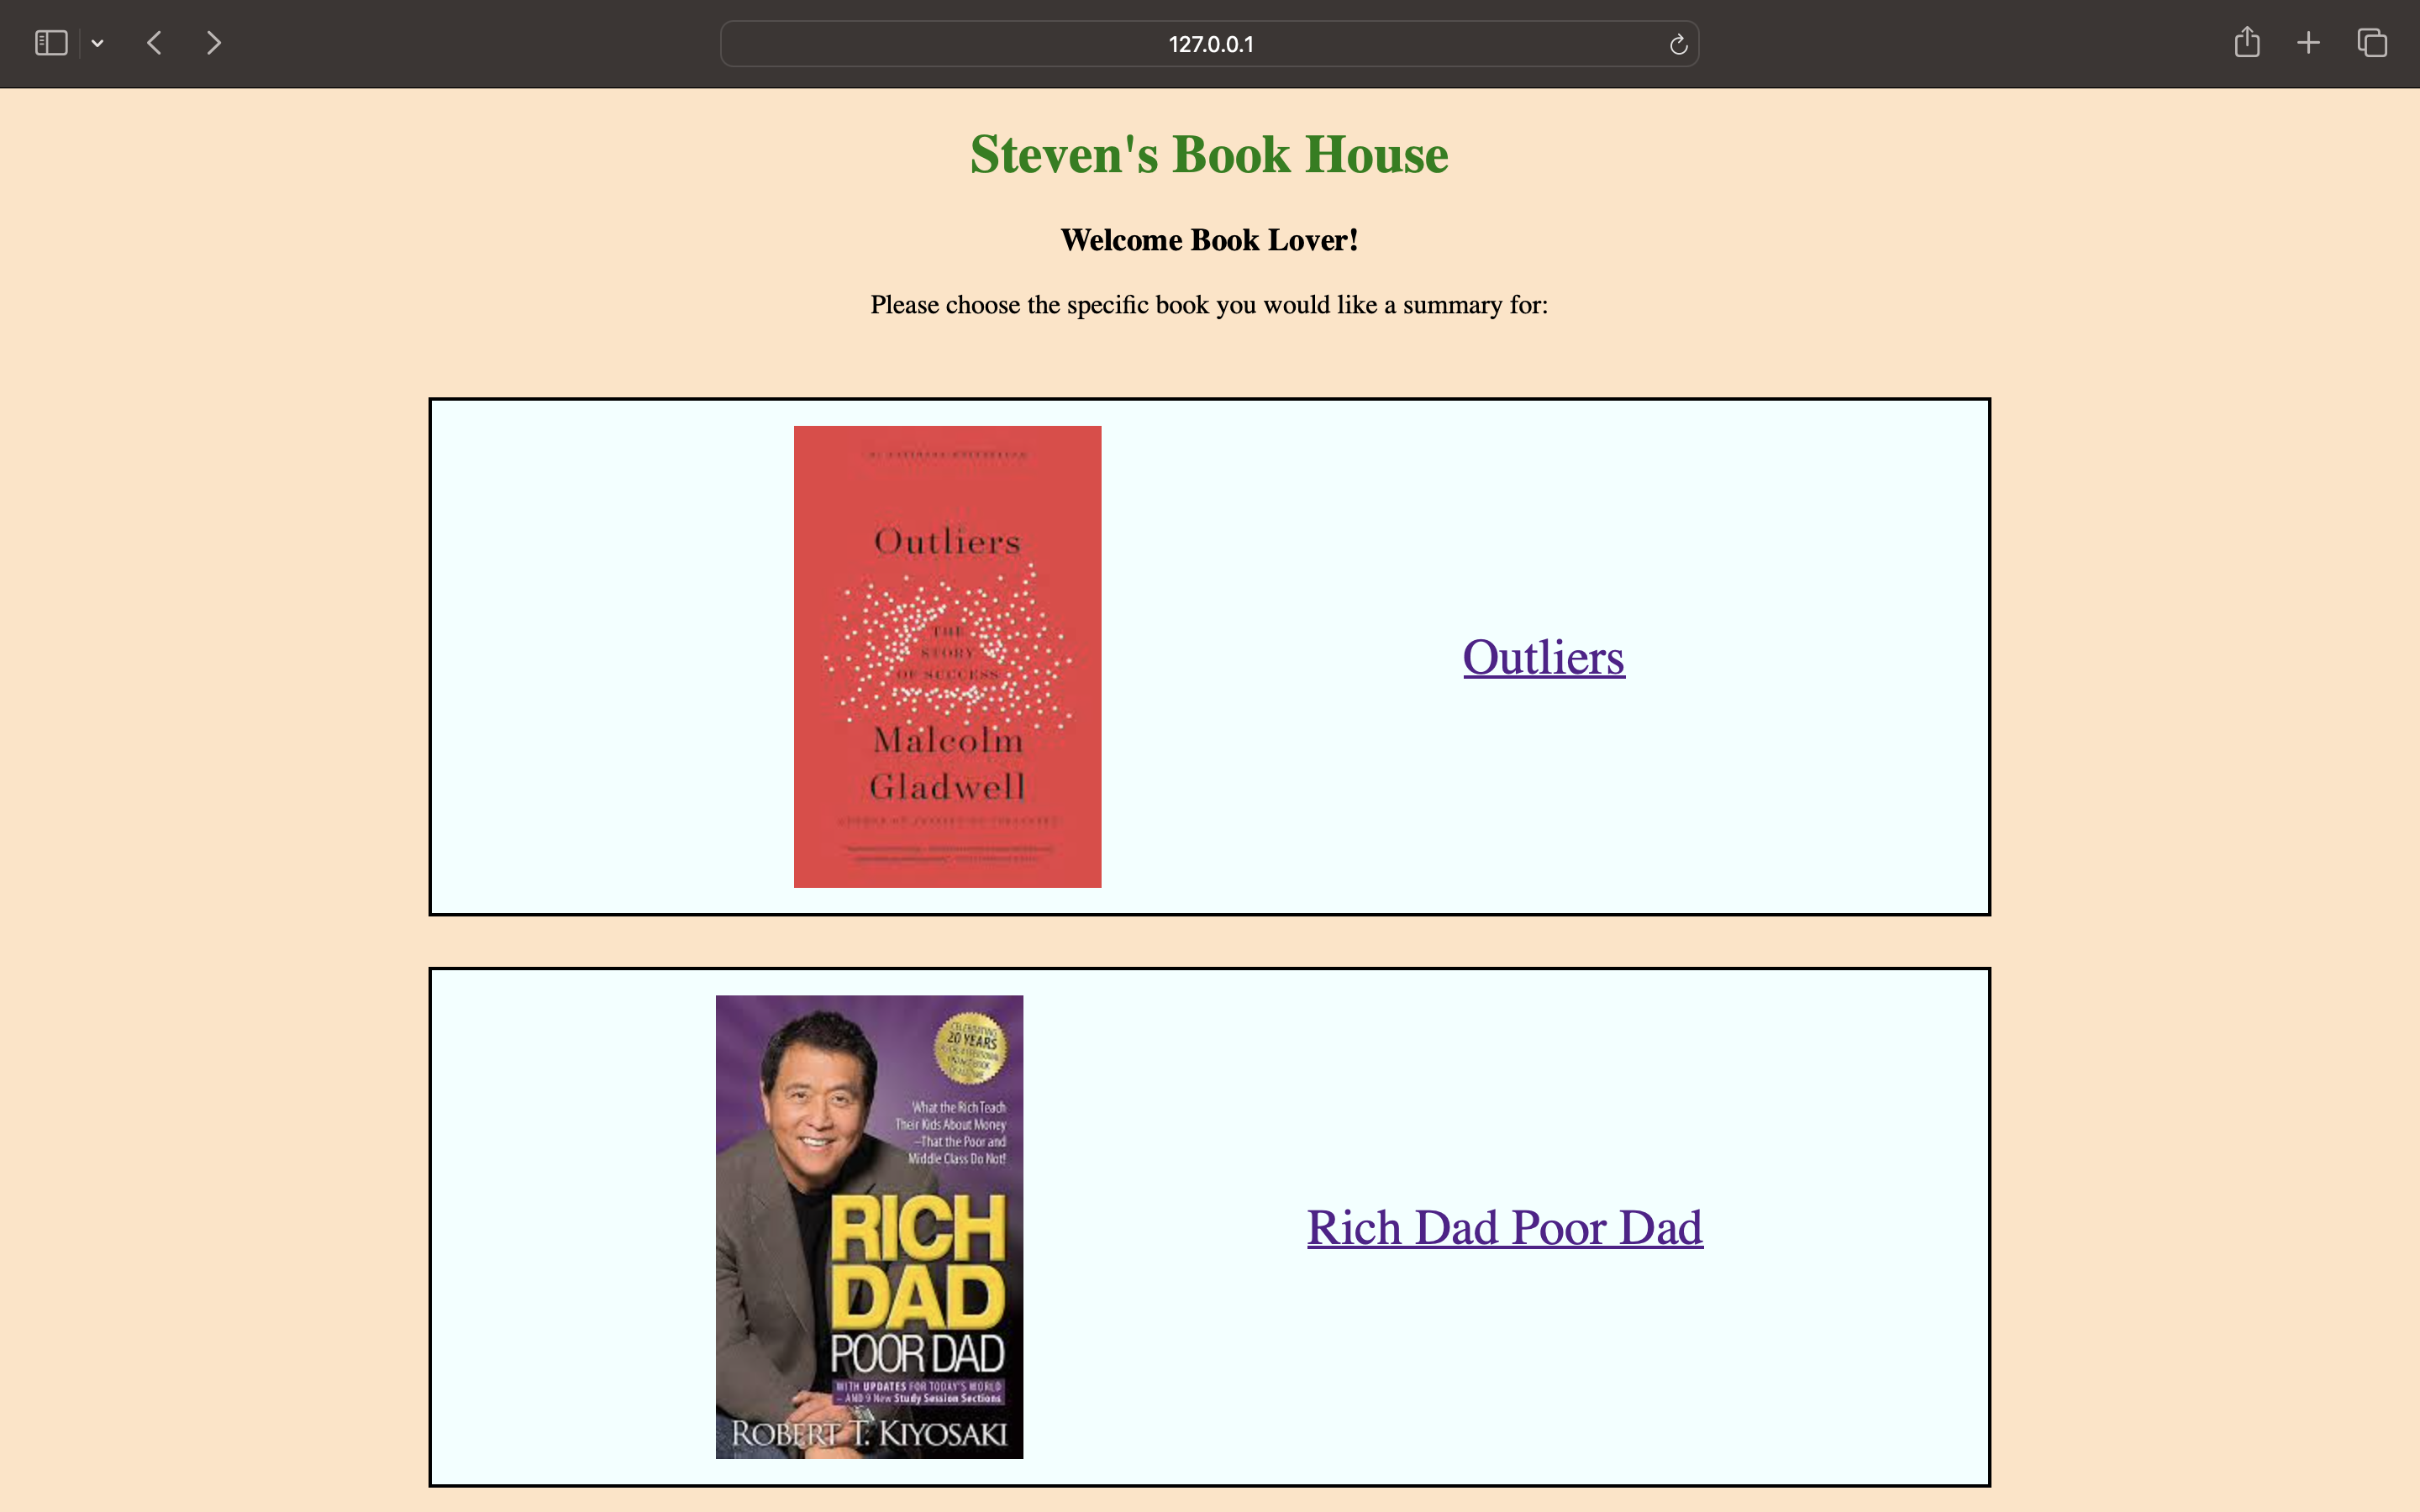 127.0.0.1
Steven's Book House
Welcome Book Lover!
Please choose the specific book you would like a summary for:
Outliers
THE
STORY
OF SUCCESS
Malcolm
Gladwell
Outliers
CELEBRATING
20 YEARS
What the Rich Teach
Their Kids About Money
–That the Poor and
Middle Class Do Not!
RICH
DAD
POOR DAD
WITH UPDATES FOR TODAY'S WORLD
– AND 9 New Study Session Sections
ROBERT T. KIYOSAKI
Rich Dad Poor Dad